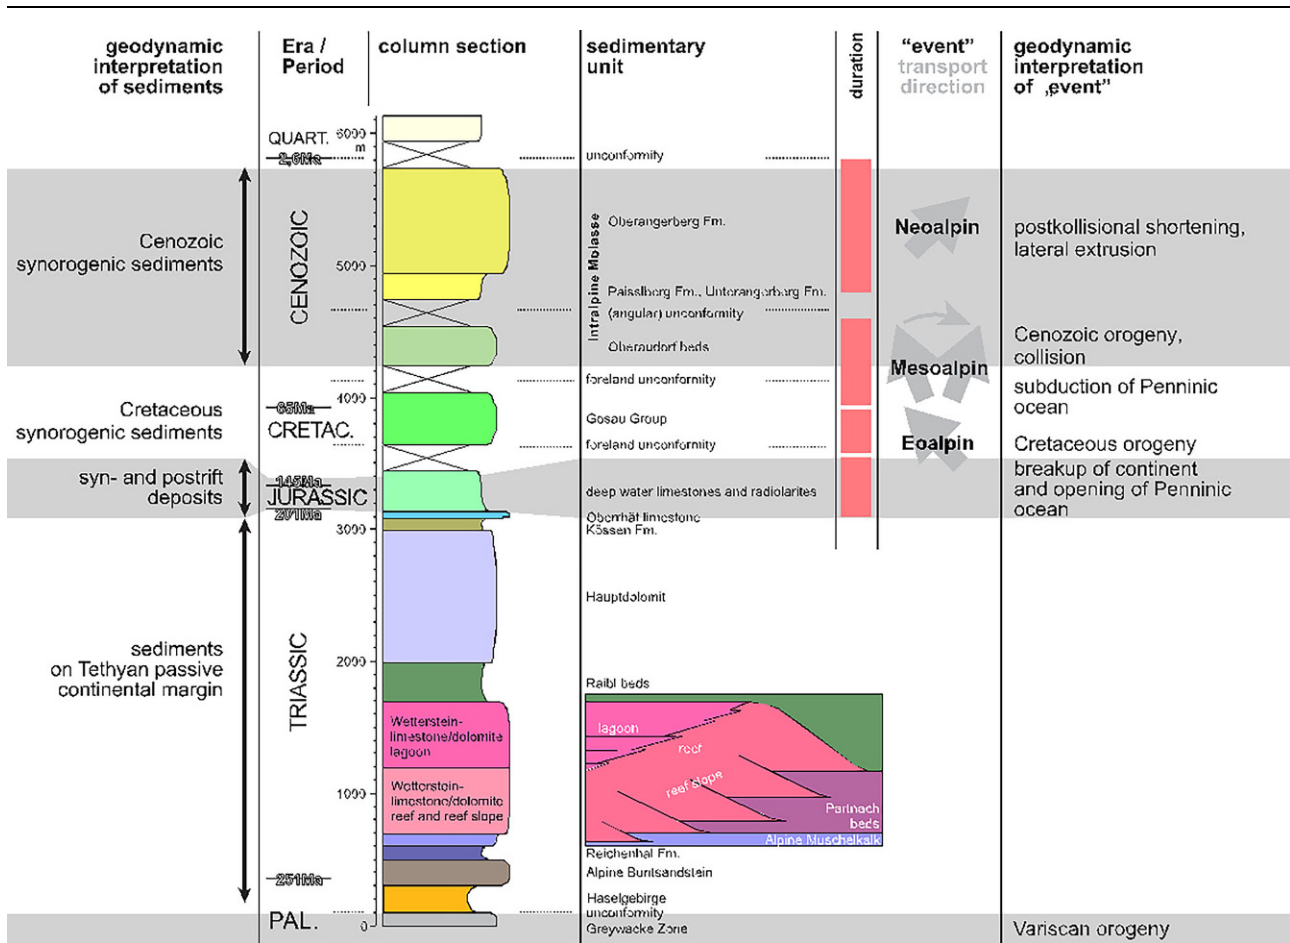 geodynamic
interpretation
of sediments
Era /
Period
column section
sedimentary
unit
duration
“event”
transport
direction
geodynamic
interpretation
of „event”
QUART.
2,6Ma
CENOZOIC
65Ma
CRETAC.
145Ma
JURASSIC
201Ma
TRIASSIC
251Ma
PAL.
6000
m
5000
4000
3000
2000
1000
0
Cenozoic
synorogenic sediments
Cretaceous
synorogenic sediments
syn- and postrift
deposits
sediments
on Tethyan passive
continental margin
Wetterstein-
limestone/dolomite
lagoon
Wetterstein-
limestone/dolomite
reef and reef slope
unconformity
Intralpine Molasse
Oberangerberg Fm.
Paisslberg Fm., Unterangerberg Fm.
(angular) unconformity
Oberaudorf beds
foreland unconformity
Gosau Group
foreland unconformity
deep water limestones and radiolarites
Oberrhät limestone
Kössen Fm.
Hauptdolomit
Raibl beds
lagoon
reef
reef slope
Partnach
beds
Alpine Muschelkalk
Reichenhal Fm.
Alpine Buntsandstein
Haselgebirge
unconformity
Greywacke Zone
Neoalpin
Mesoalpin
Eoalpin
postkollisional shortening,
lateral extrusion
Cenozoic orogeny,
collision
subduction of Penninic
ocean
Cretaceous orogeny
breakup of continent
and opening of Penninic
ocean
Variscan orogeny